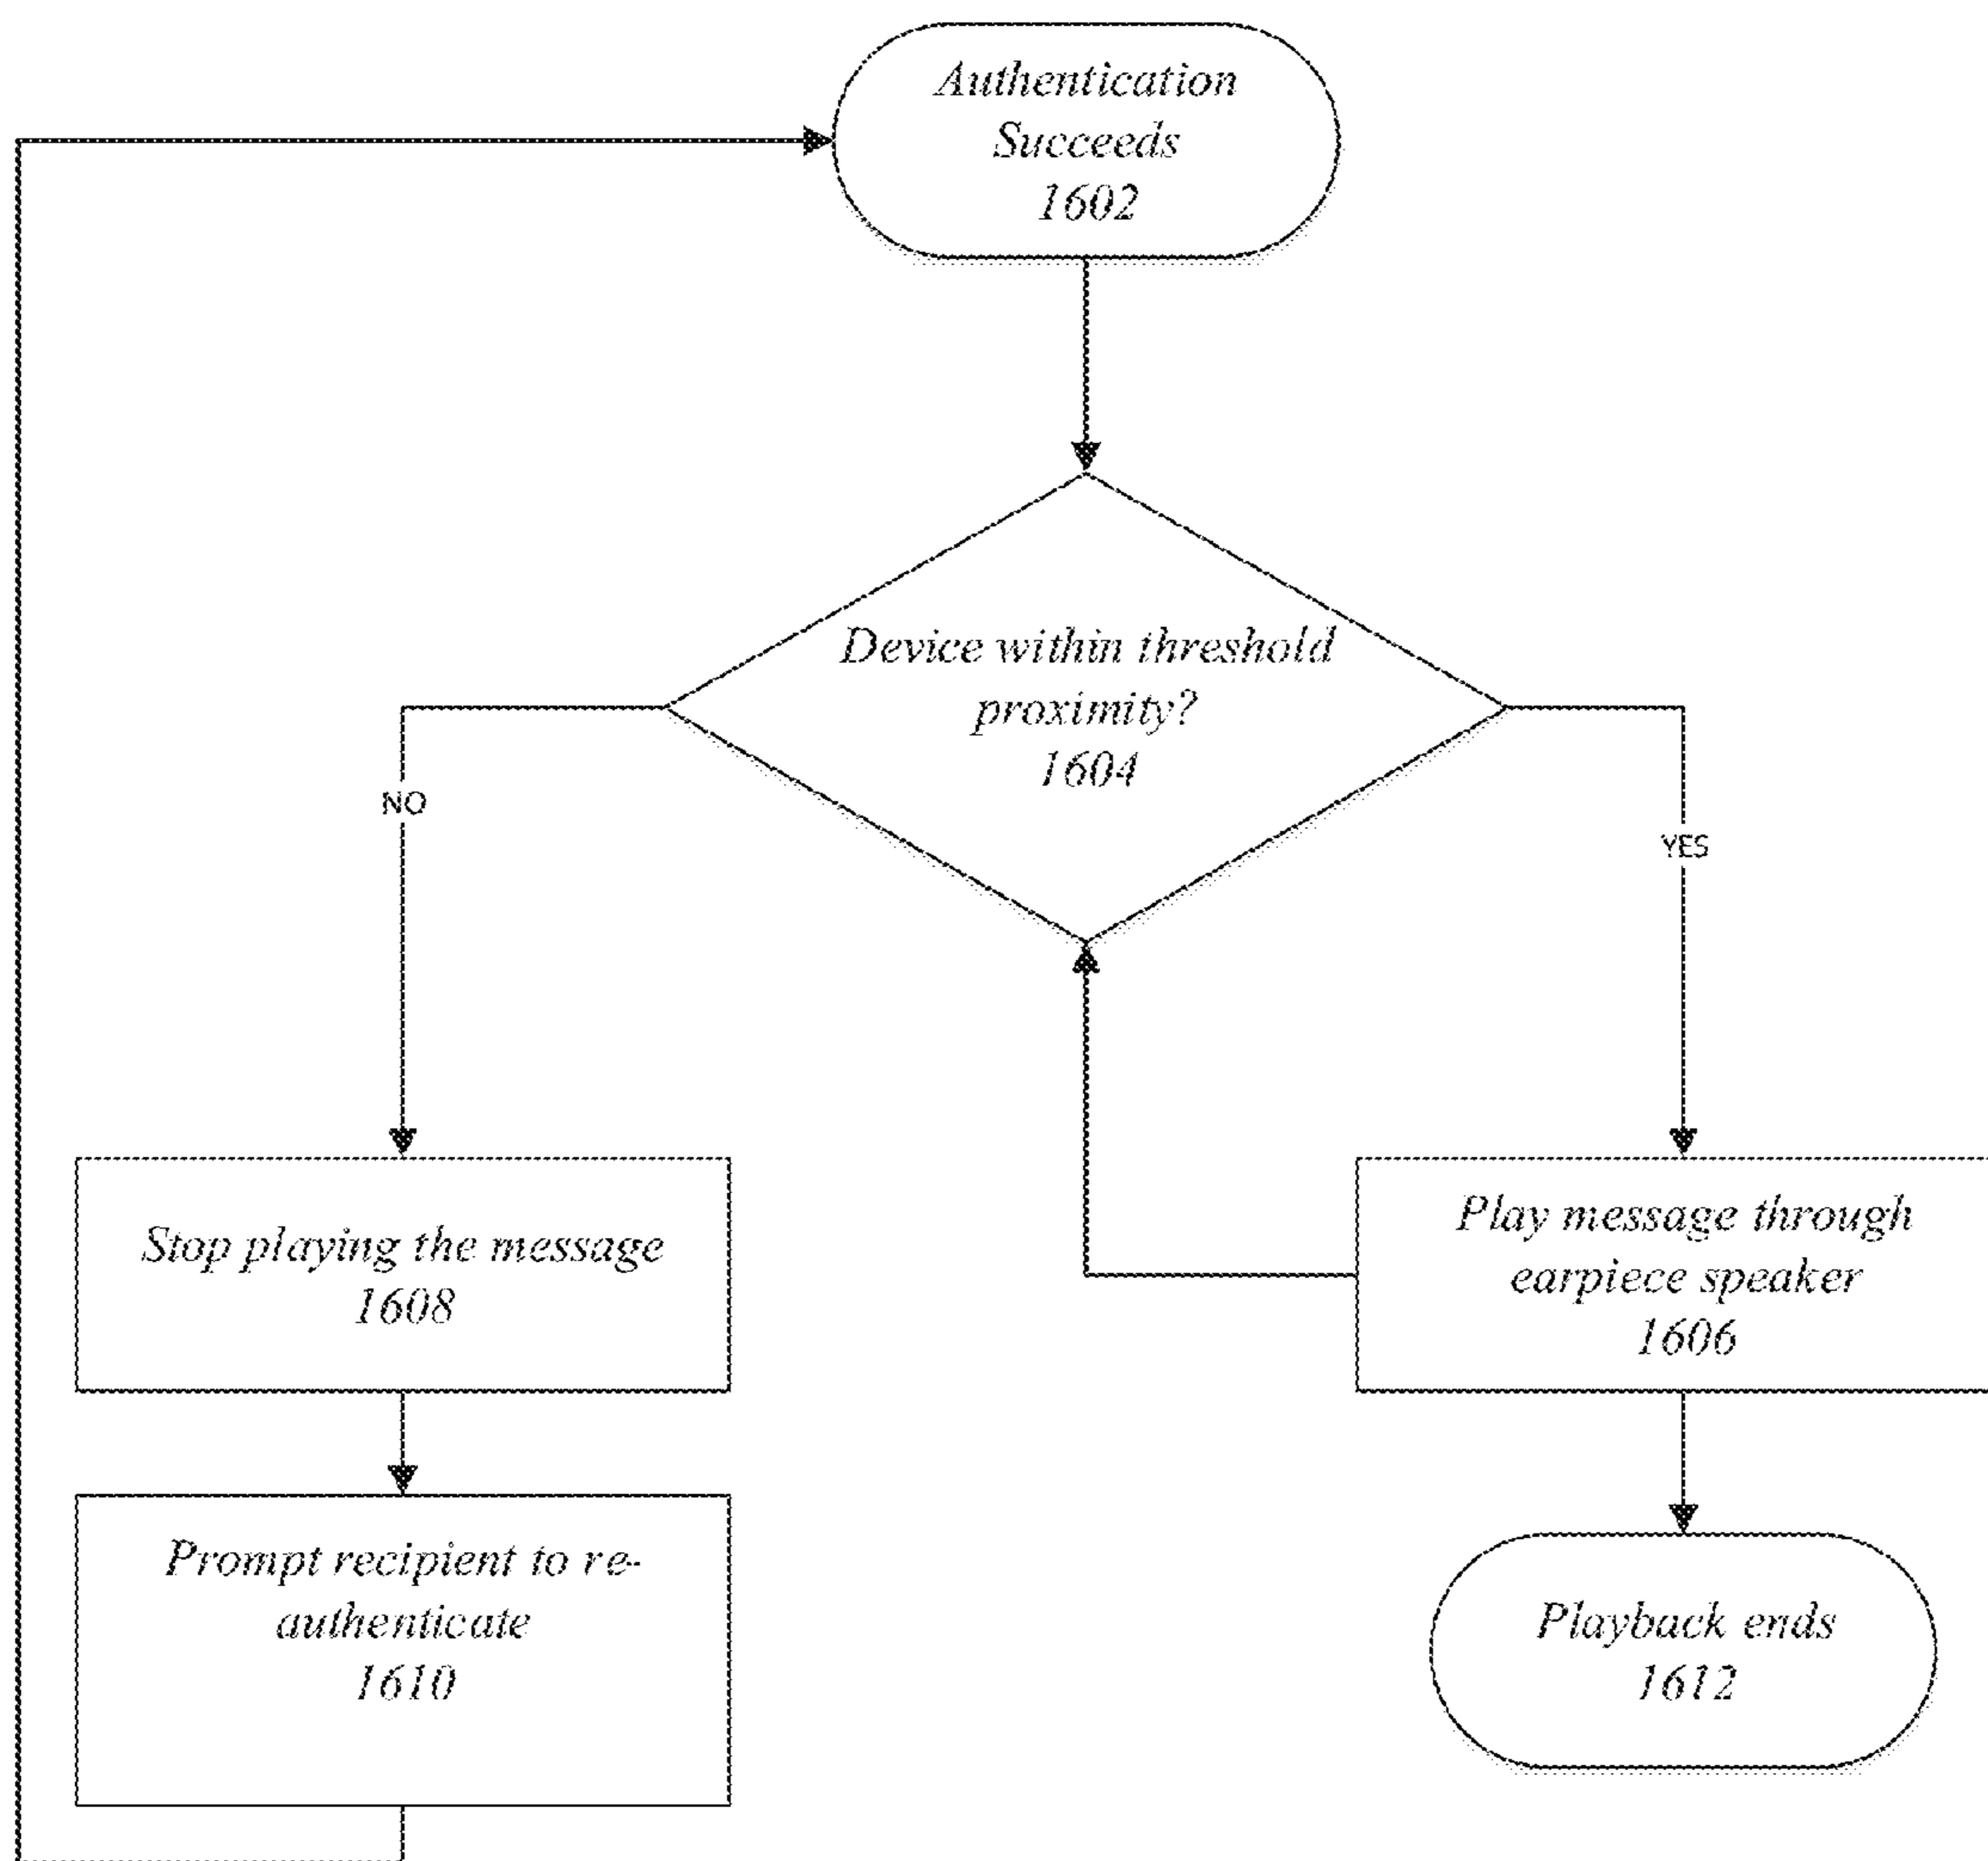 Authentication
Succeeds
1602
Device within threshold
proximity?
1604
NO
YES
Stop playing the message
1608
Play message through
earpiece speaker
1606
Prompt recipient to re-
authenticate
1610
Playback ends
1612